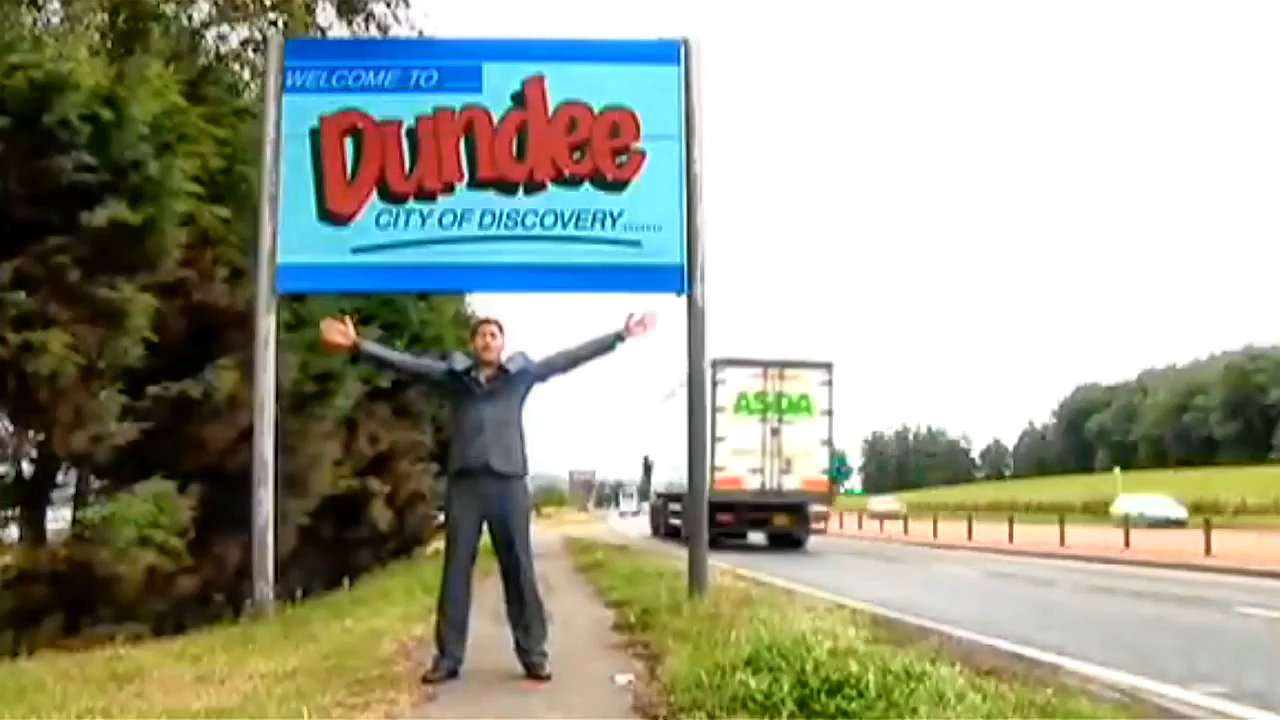 WELCOME TO
Dundee
CITY OF DISCOVERY.......
ASDA